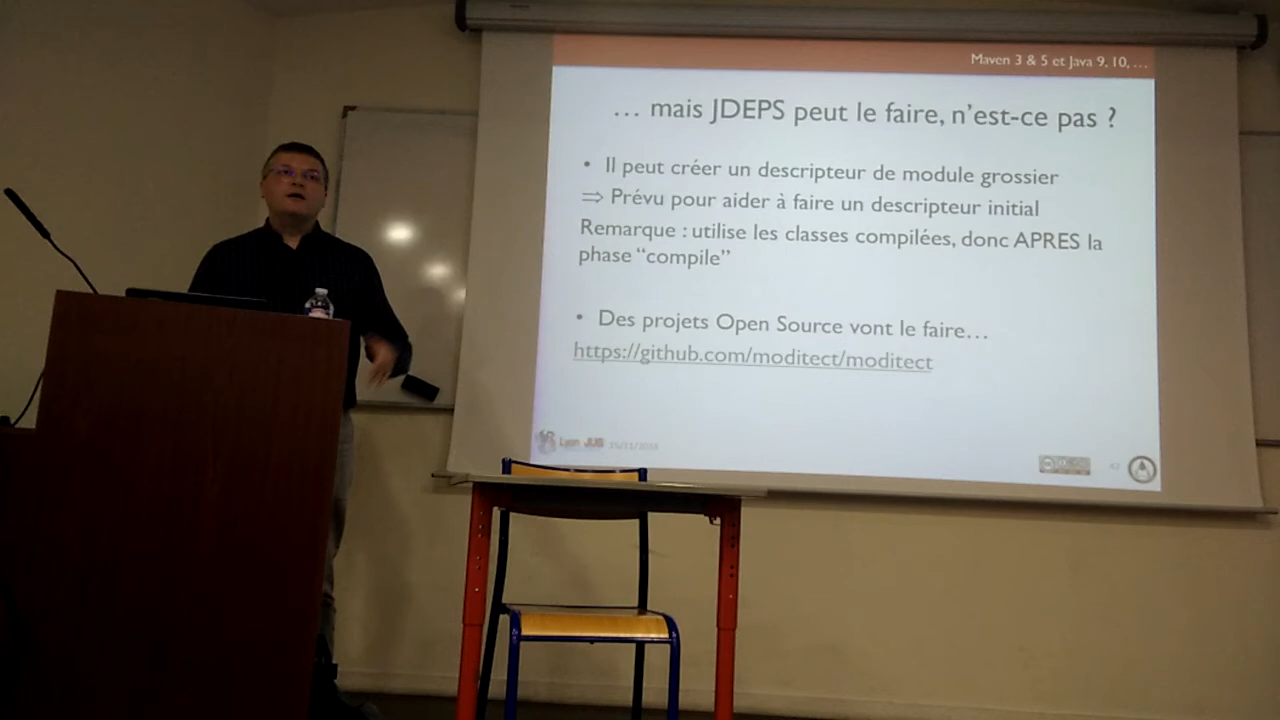 Maven 3 & 5 et Java 9, 10, …
… mais JDEPS peut le faire, n’est-ce pas ?
• Il peut créer un descripteur de module grossier
⇒ Prévu pour aider à faire un descripteur initial
Remarque : utilise les classes compilées, donc APRES la
phase “compile”
• Des projets Open Source vont le faire…
https://github.com/moditect/moditect
Lyon JUG
42